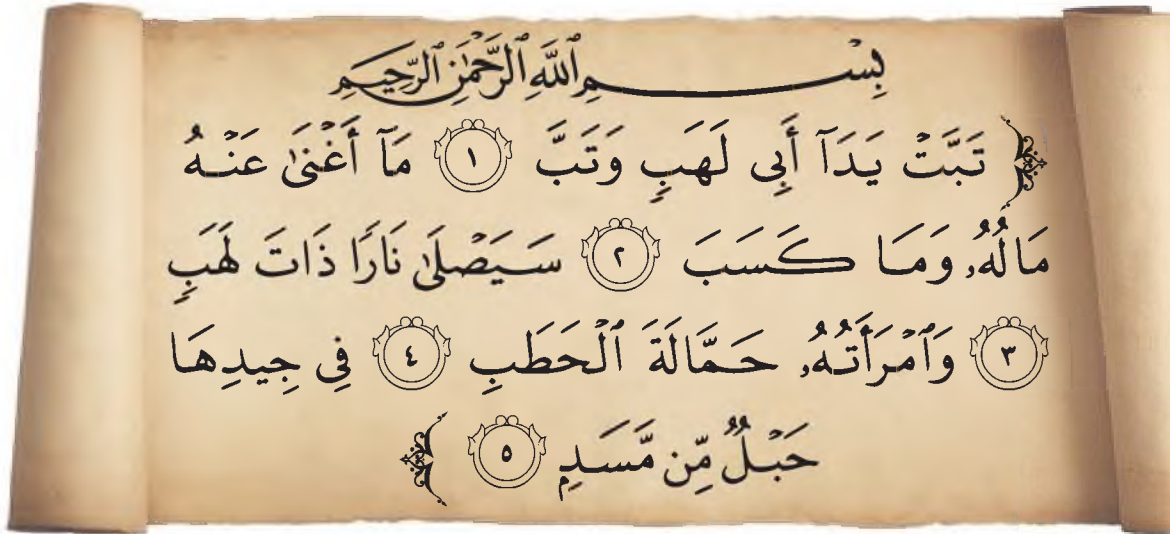 بِسْمِ ٱللَّهِ ٱلرَّحْمَٰنِ ٱلرَّحِيمِ
﴿ تَبَّتْ يَدَآ أَبِى لَهَبٍ وَتَبَّ ١ مَآ أَغْنَىٰ عَنْهُ
مَالُهُۥ وَمَا كَسَبَ ٢ سَيَصْلَىٰ نَارًا ذَاتَ لَهَبٍ
٣ وَٱمْرَأَتُهُۥ حَمَّالَةَ ٱلْحَطَبِ ٤ فِى جِيدِهَا
حَبْلٌ مِّن مَّسَدٍۭ ٥ ﴾